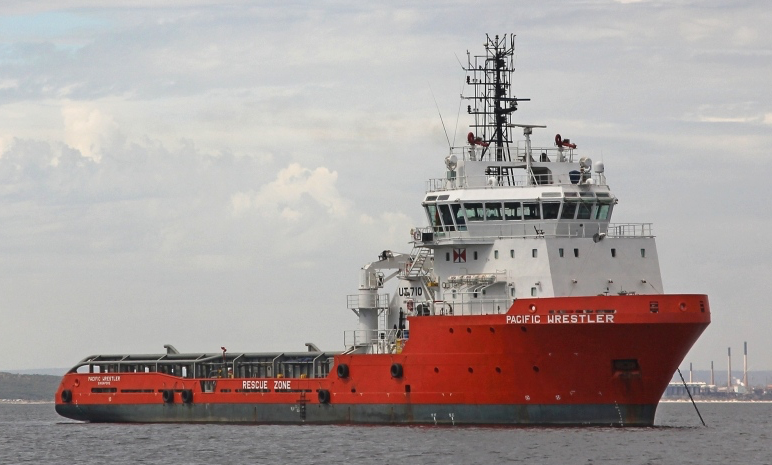 UT 710
PACIFIC WRESTLER
PACIFIC WRESTLER
RESCUE ZONE